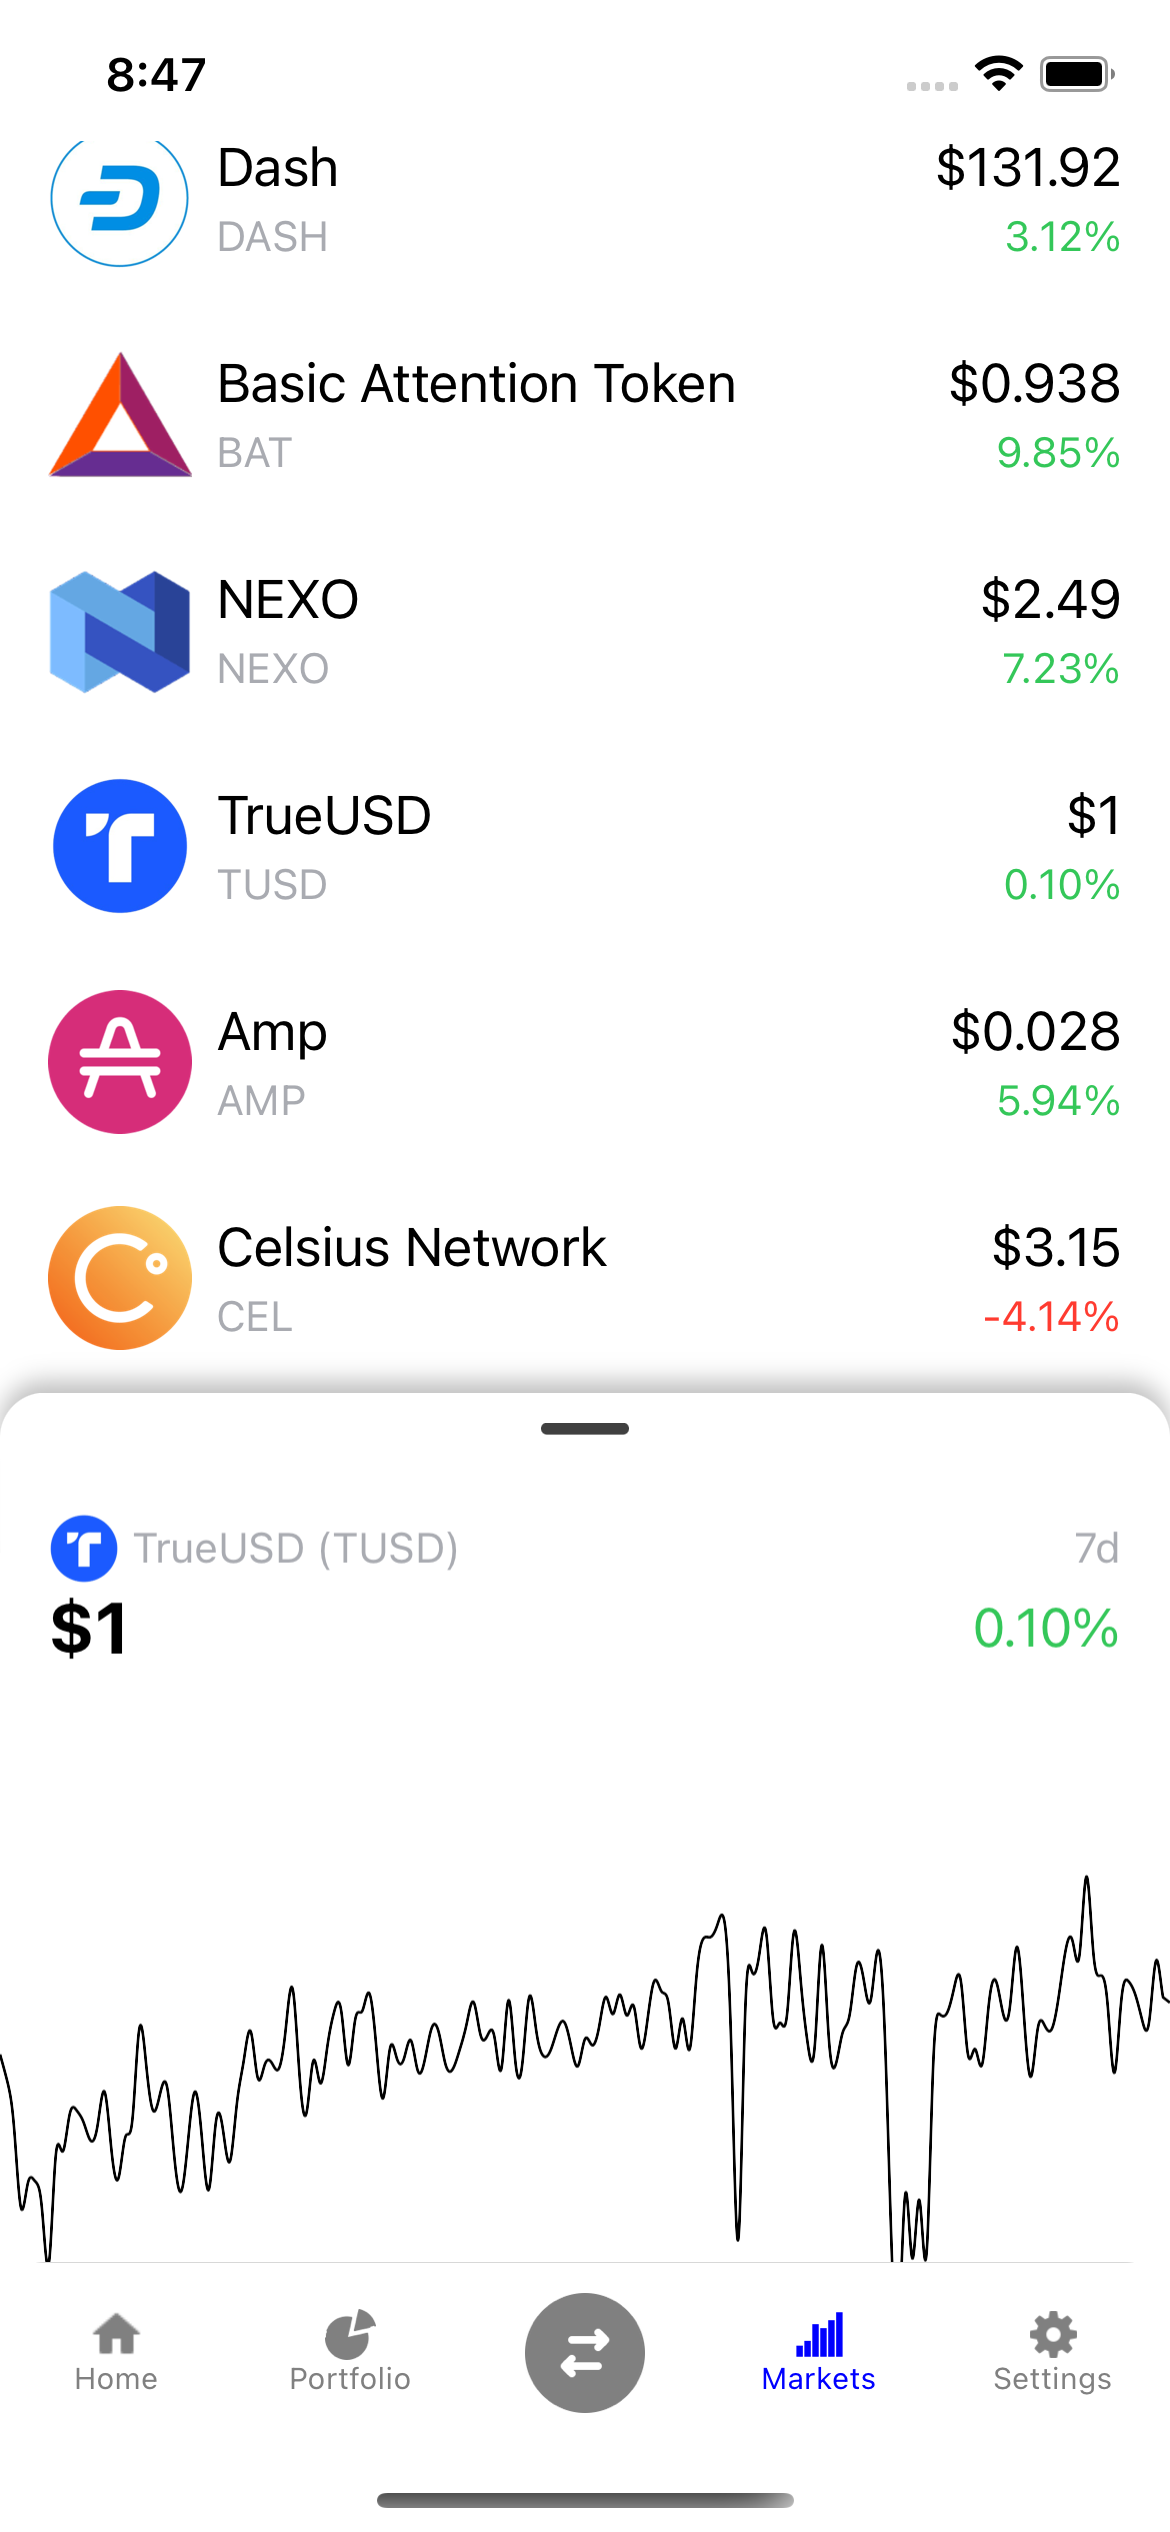 8:47
Dash $131.92
DASH 3.12%
Basic Attention Token $0.938
BAT 9.85%
NEXO $2.49
NEXO 7.23%
TrueUSD $1
TUSD 0.10%
Amp $0.028
AMP 5.94%
Celsius Network $3.15
CEL -4.14%
TrueUSD (TUSD) 7d
$1 0.10%
Home Portfolio Markets Settings